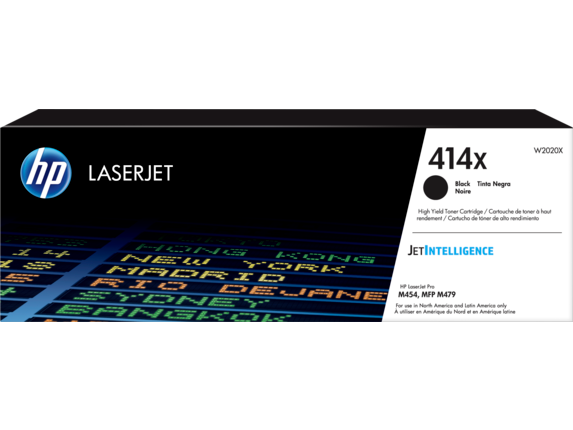 hp
LASERJET
414x
W2020X
Black Tinta Negra
Noire
High Yield Toner Cartridge / Cartouche de toner à haut
rendement / Cartucho de tóner de alto rendimiento
JETINTELLIGENCE
HP LaserJet Pro
M454, MFP M479
For use in North America and Latin America only
À utiliser en Amérique du Nord et en Amérique latine
HONG KONG
NEW YORK
MADRID
RIO DEJANE
SYDNEY
BANGKOK